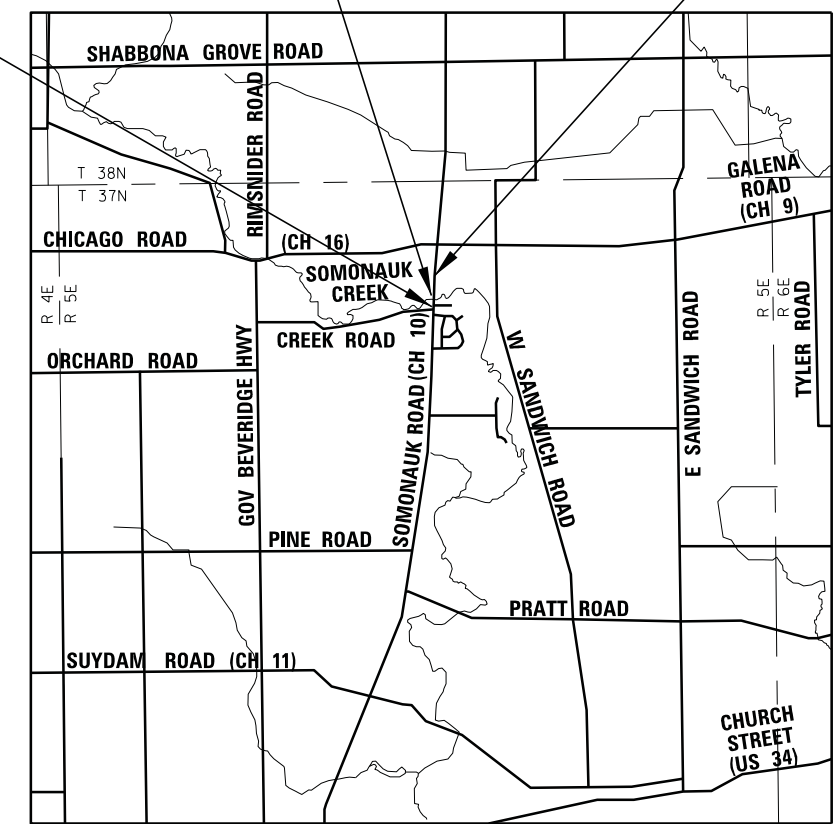 SHABBONA GROVE ROAD
RIMSNIDER ROAD
T 38N
T 37N
GALENA
ROAD
(CH 9)
CHICAGO ROAD
(CH 16)
SOMONAUK
CREEK
R 4E
R 5E
R 5E
R 6E
TYLER ROAD
ORCHARD ROAD
CREEK ROAD
GOV BEVERIDGE HWY
SOMONAUK ROAD (CH 10)
W SANDWICH ROAD
E SANDWICH ROAD
PINE ROAD
PRATT ROAD
SUYDAM ROAD (CH 11)
CHURCH
STREET
(US 34)